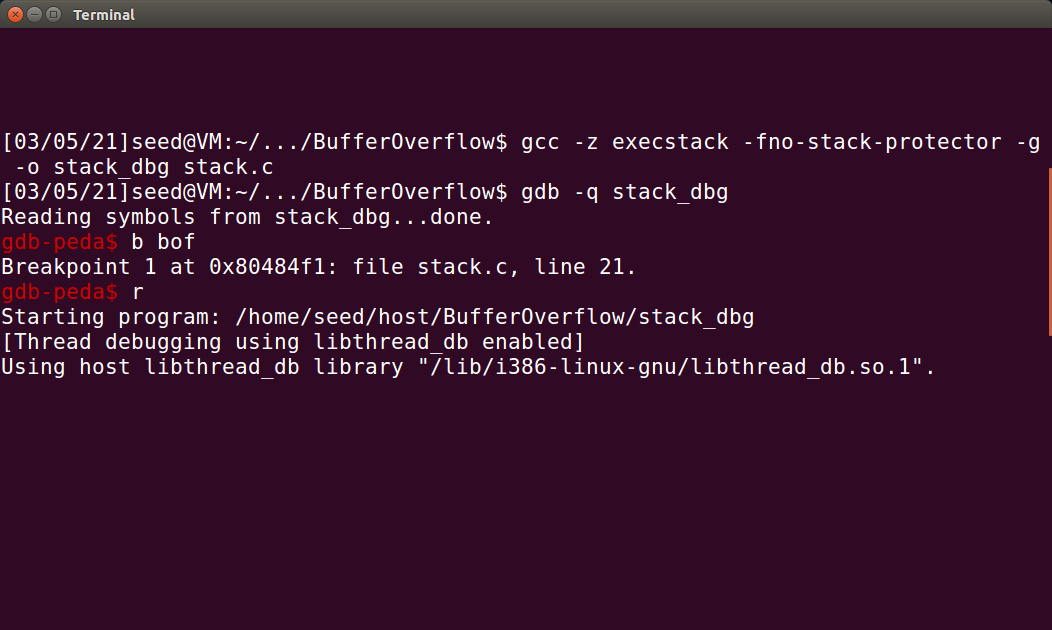 Terminal
[03/05/21]seed@VM:~/.../BufferOverflow$ gcc -z execstack -fno-stack-protector -g
 -o stack_dbg stack.c
[03/05/21]seed@VM:~/.../BufferOverflow$ gdb -q stack_dbg
Reading symbols from stack_dbg...done.
gdb-peda$ b bof
Breakpoint 1 at 0x80484f1: file stack.c, line 21.
gdb-peda$ r
Starting program: /home/seed/host/BufferOverflow/stack_dbg
[Thread debugging using libthread_db enabled]
Using host libthread_db library "/lib/i386-linux-gnu/libthread_db.so.1".